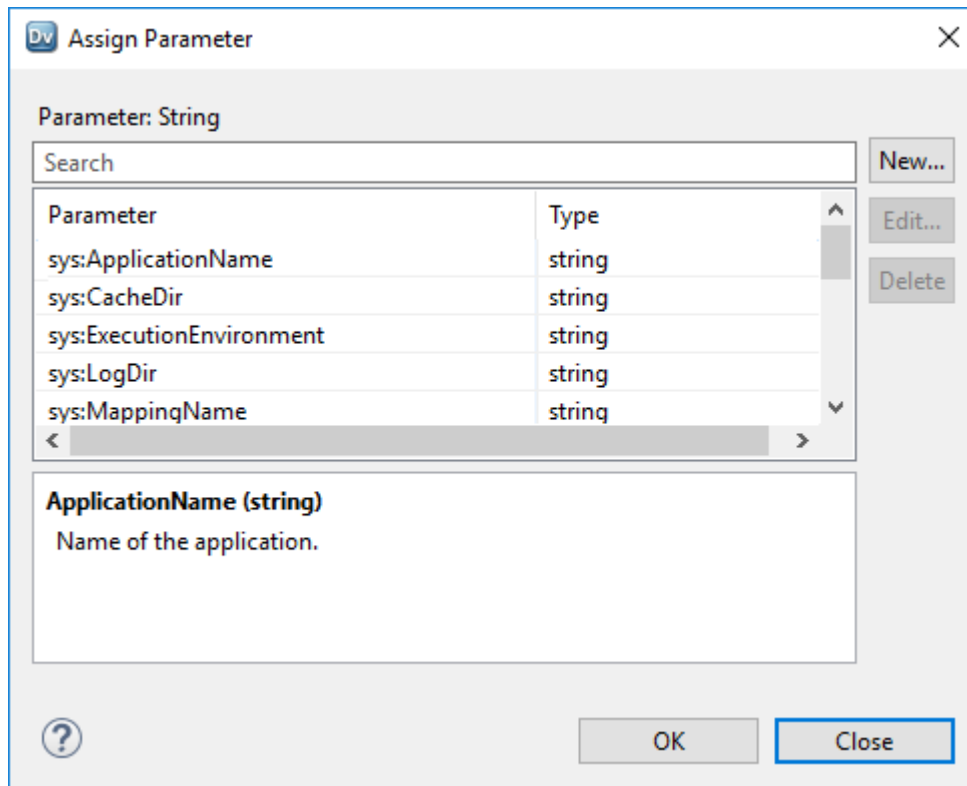 Dv Assign Parameter
Parameter: String
Search
New...
Parameter Type
Edit...
sys:ApplicationName string
Delete
sys:CacheDir string
sys:ExecutionEnvironment string
sys:LogDir string
sys:MappingName string
ApplicationName (string)
Name of the application.
? OK Close